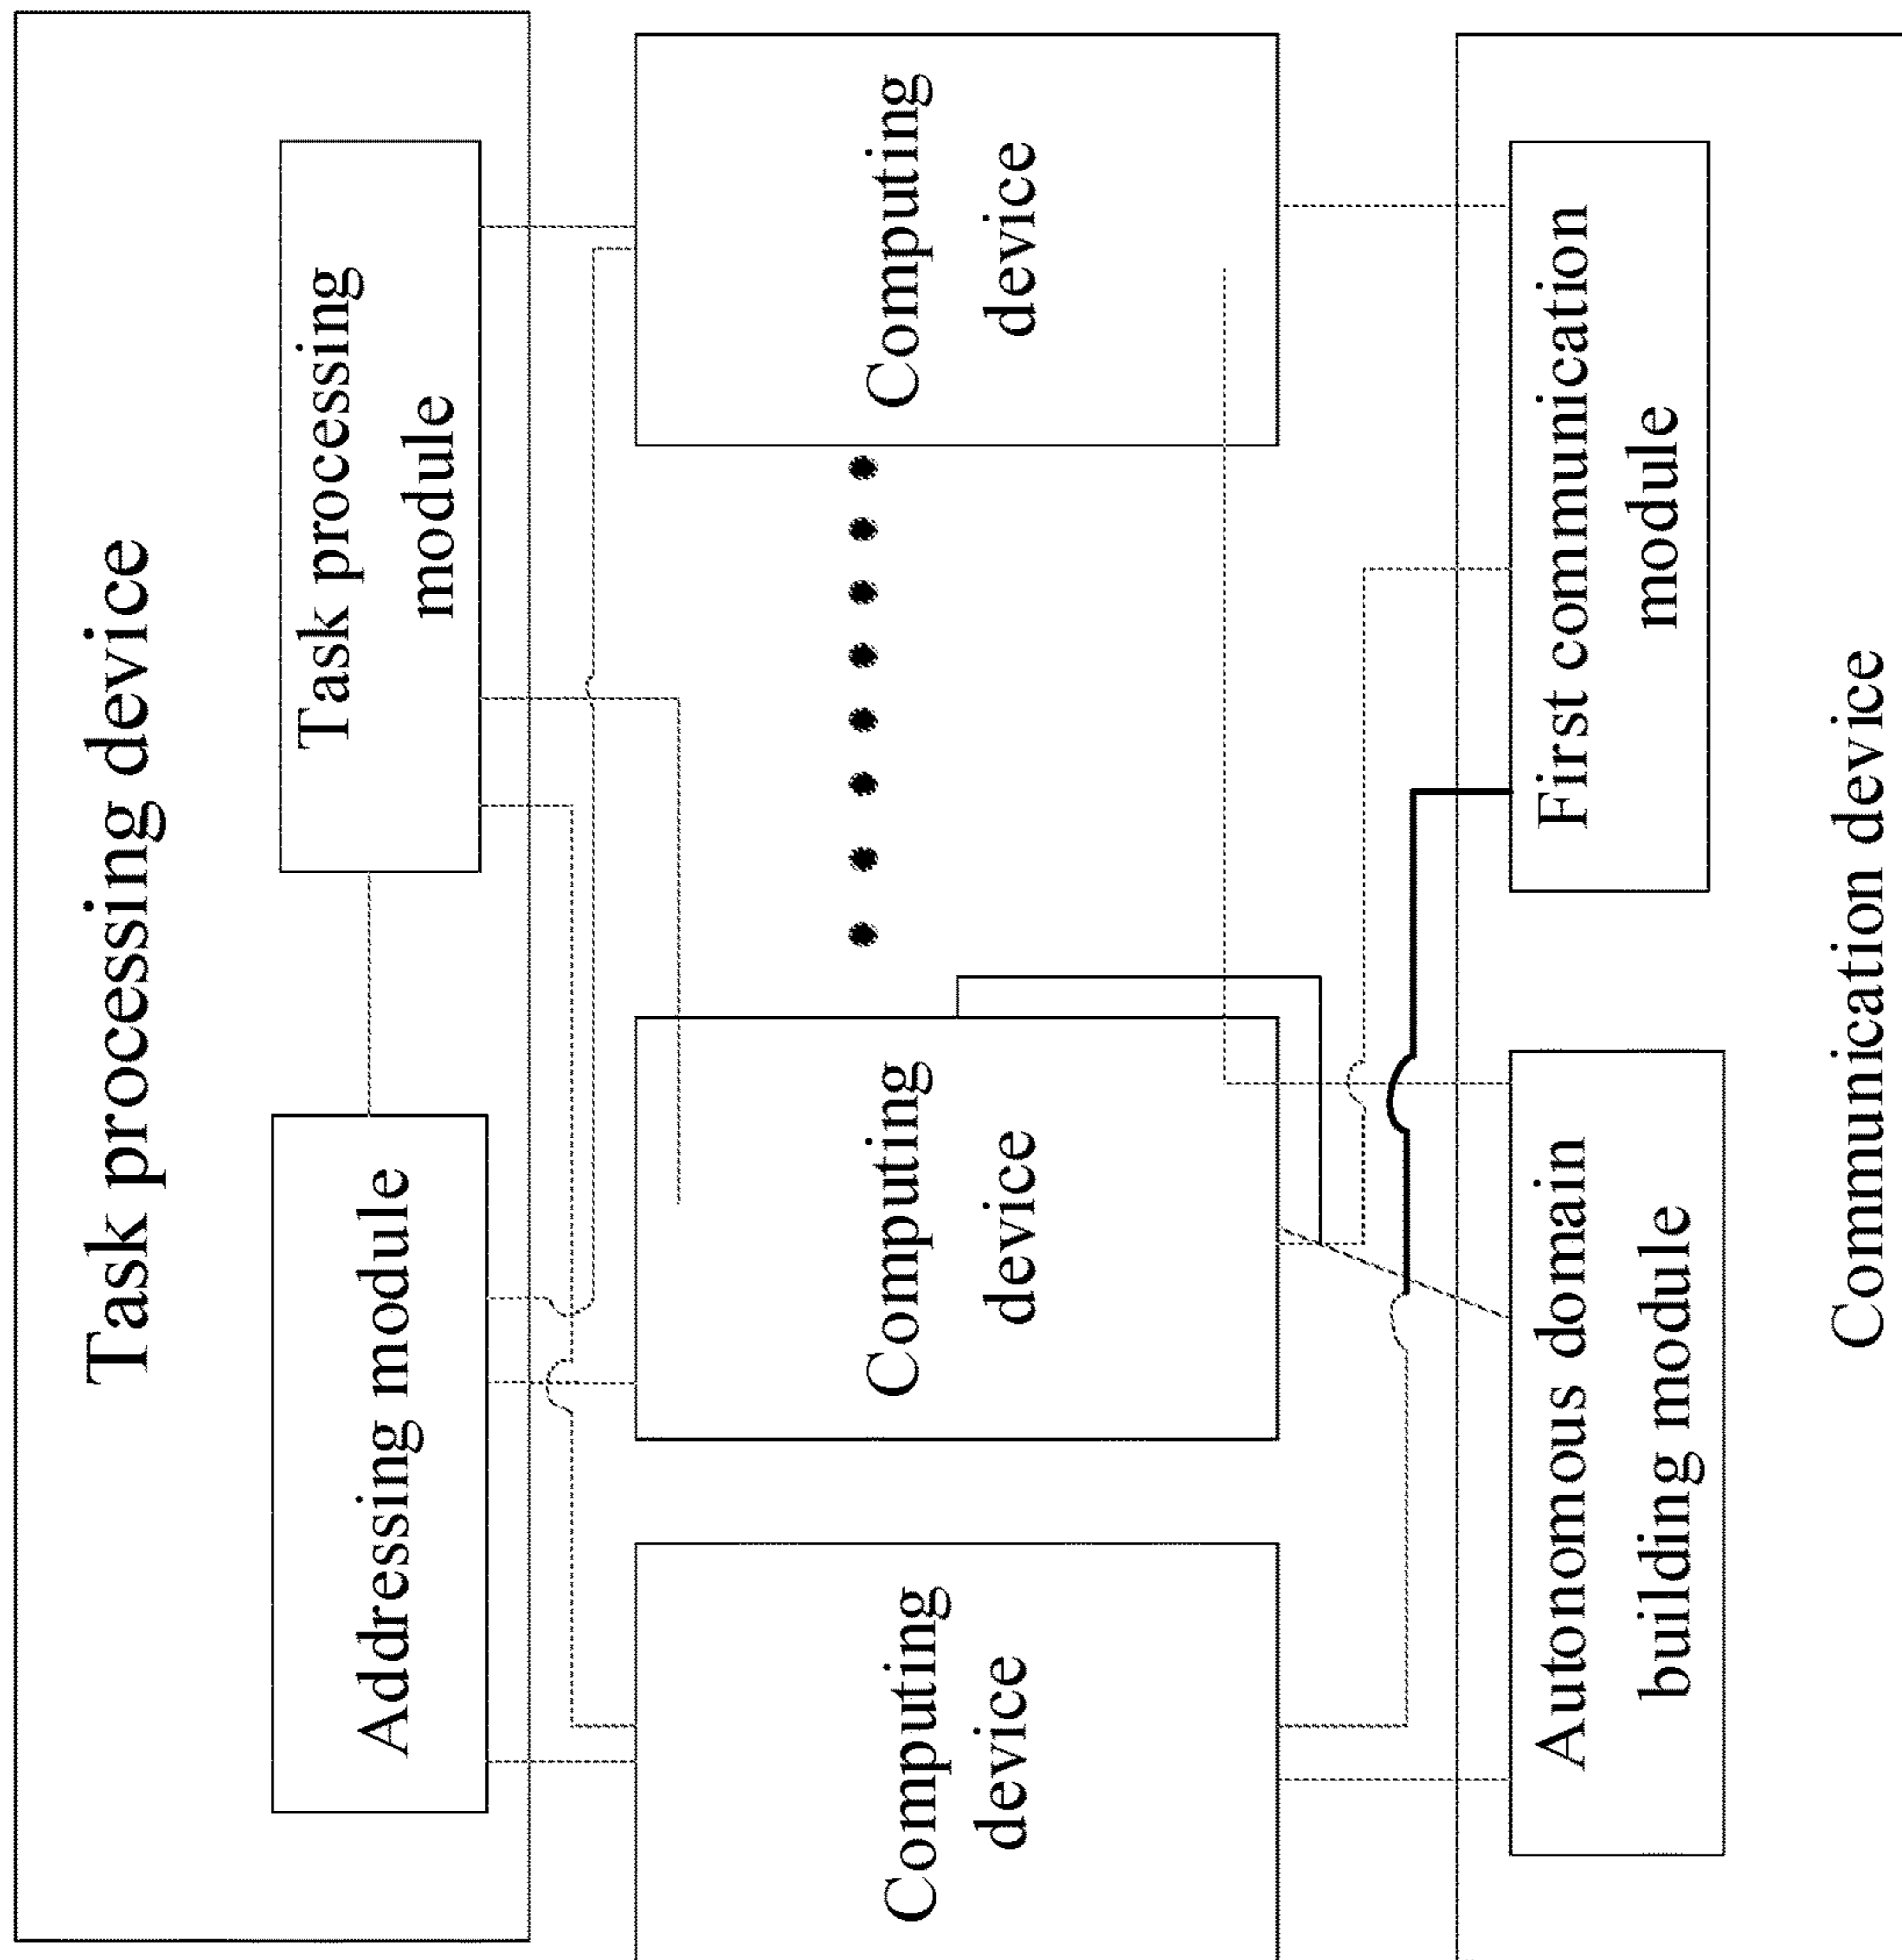 Task processing device
Addressing module
Task processing
module
Computing
device
Computing
device
Computing
device
Autonomous domain
building module
First communication
module
Communication device